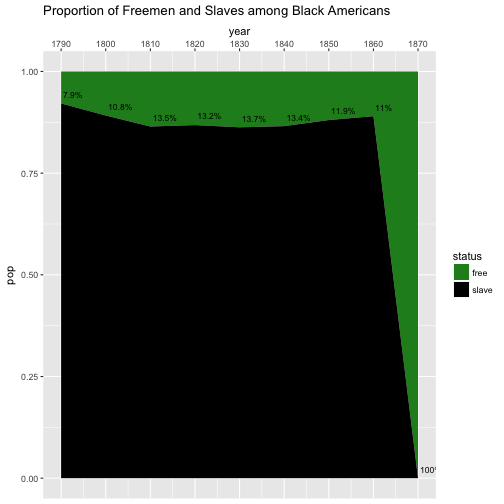 Proportion of Freemen and Slaves among Black Americans
year
1790 1800 1810 1820 1830 1840 1850 1860 1870
1.00
7.9% 10.8% 13.5% 13.2% 13.7% 13.4% 11.9% 11%
0.75
pop
0.50
status
free
slave
0.25
0.00
100%